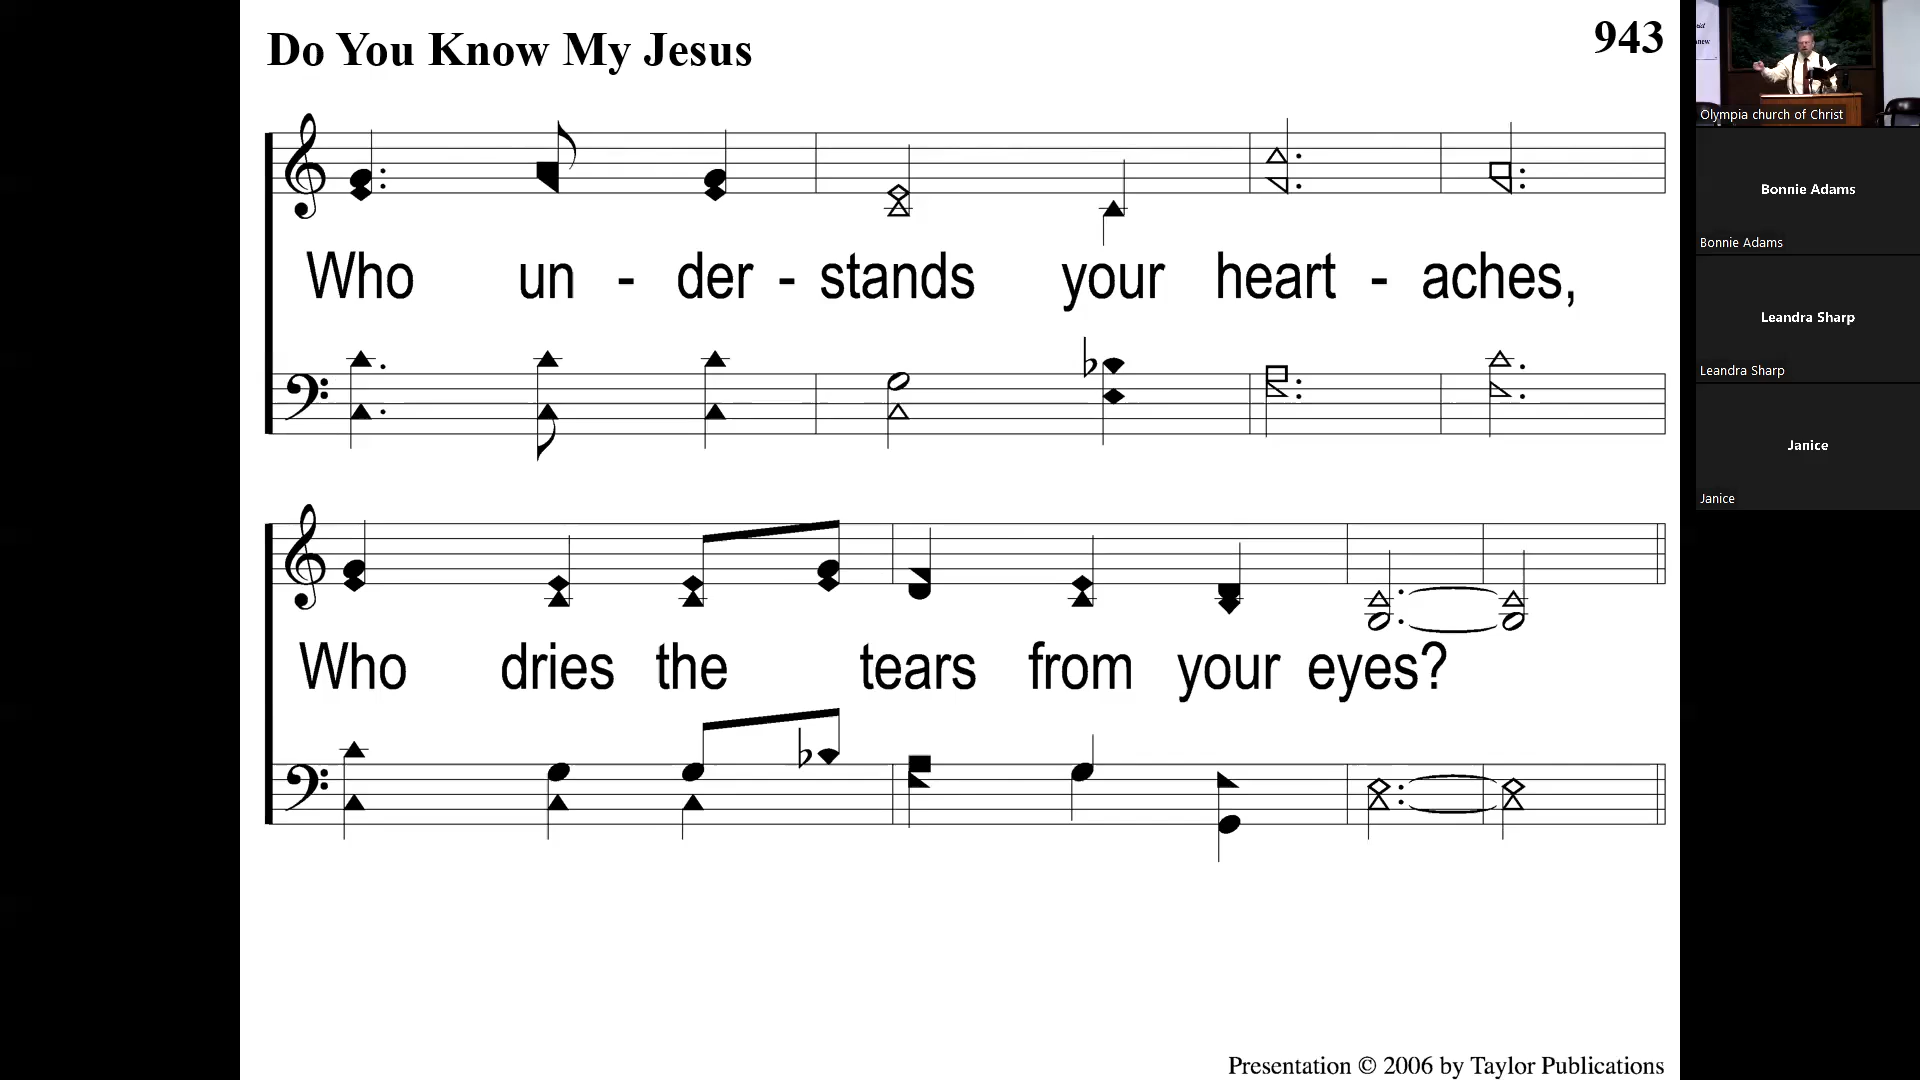 Do You Know My Jesus
943
Who un - der - stands your heart - aches,
Who dries the tears from your eyes?
Presentation © 2006 by Taylor Publications
Olympia church of Christ
Bonnie Adams
Bonnie Adams
Leandra Sharp
Leandra Sharp
Janice
Janice